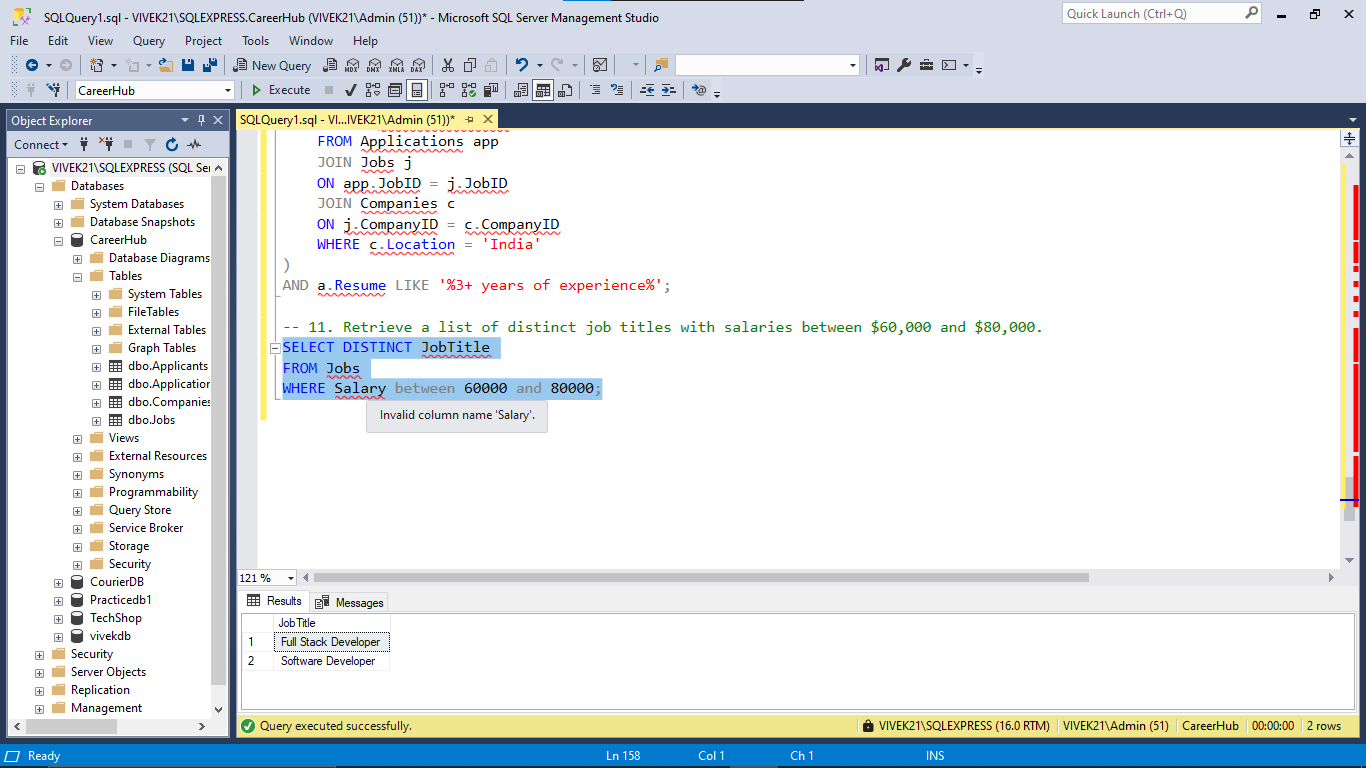 SQLQuery1.sql - VIVEK21\SQLEXPRESS.CareerHub (VIVEK21\Admin (51))* - Microsoft SQL Server Management Studio
Quick Launch (Ctrl+Q)
File Edit View Query Project Tools Window Help
New Query MDX DMX XMLA DAX
CareerHub Execute
Object Explorer
SQLQuery1.sql - VI...IVEK21\Admin (51))*
Connect
VIVEK21\SQLEXPRESS (SQL Ser
Databases
System Databases
Database Snapshots
CareerHub
Database Diagrams
Tables
System Tables
FileTables
External Tables
Graph Tables
dbo.Applicants
dbo.Application
dbo.Companies
dbo.Jobs
Views
External Resources
Synonyms
Programmability
Query Store
Service Broker
Storage
Security
CourierDB
Practicedb1
TechShop
vivekdb
Security
Server Objects
Replication
Management
FROM Applications app
JOIN Jobs j
ON app.JobID = j.JobID
JOIN Companies c
ON j.CompanyID = c.CompanyID
WHERE c.Location = 'India'
)
AND a.Resume LIKE '%3+ years of experience%';
-- 11. Retrieve a list of distinct job titles with salaries between $60,000 and $80,000.
SELECT DISTINCT JobTitle
FROM Jobs
WHERE Salary between 60000 and 80000;
Invalid column name 'Salary'.
121 %
Results Messages
JobTitle
1 Full Stack Developer
2 Software Developer
Query executed successfully. VIVEK21\SQLEXPRESS (16.0 RTM) VIVEK21\Admin (51) CareerHub 00:00:00 2 rows
Ready Ln 158 Col 1 Ch 1 INS